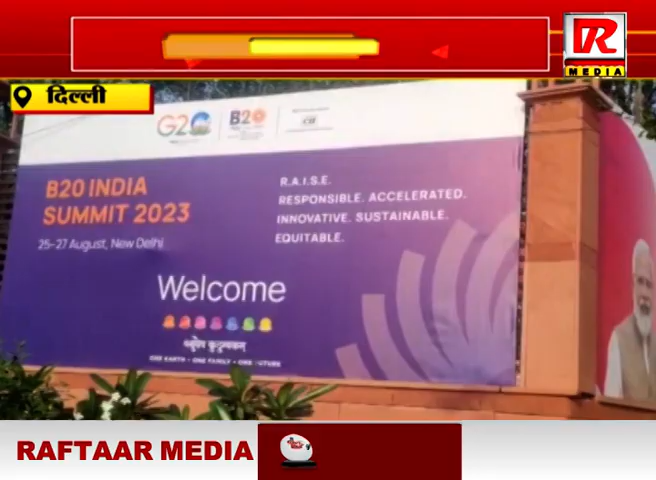 R
MEDIA
दिल्ली
G20
B20
CII
B20 INDIA
SUMMIT 2023
25-27 August, New Delhi
R.A.I.S.E.
RESPONSIBLE. ACCELERATED.
INNOVATIVE. SUSTAINABLE.
EQUITABLE.
Welcome
वसुधैव कुटुम्बकम्
ONE EARTH • ONE FAMILY • ONE FUTURE
RAFTAAR MEDIA